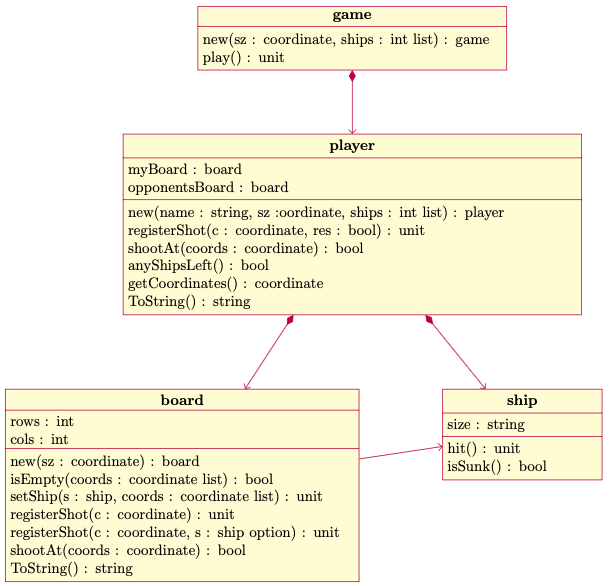 game
new(sz : coordinate, ships : int list) : game
play() : unit
player
myBoard : board
opponentsBoard : board
new(name : string, sz :oordinate, ships : int list) : player
registerShot(c : coordinate, res : bool) : unit
shootAt(coords : coordinate) : bool
anyShipsLeft() : bool
getCoordinates() : coordinate
ToString() : string
board
rows : int
cols : int
new(sz : coordinate) : board
isEmpty(coords : coordinate list) : bool
setShip(s : ship, coords : coordinate list) : unit
registerShot(c : coordinate) : unit
registerShot(c : coordinate, s : ship option) : unit
shootAt(coords : coordinate) : bool
ToString() : string
ship
size : string
hit() : unit
isSunk() : bool